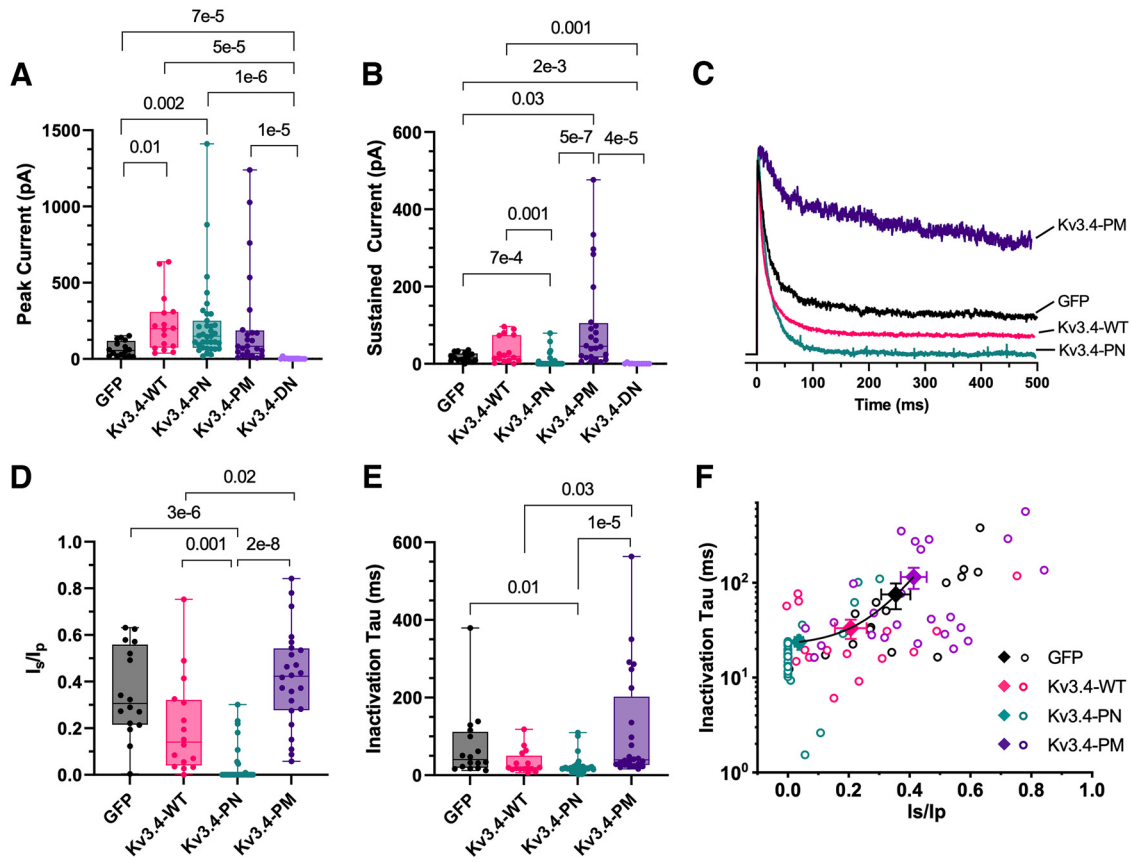 A
7e-5
5e-5
1e-6
0.002
0.01
1e-5
Peak Current (pA)
1500
1000
500
0
GFP
Kv3.4-WT
Kv3.4-PN
Kv3.4-PM
Kv3.4-DN
B
0.001
2e-3
0.03
5e-7
4e-5
0.001
7e-4
Sustained Current (pA)
600
400
200
0
GFP
Kv3.4-WT
Kv3.4-PN
Kv3.4-PM
Kv3.4-DN
C
Kv3.4-PM
GFP
Kv3.4-WT
Kv3.4-PN
0 100 200 300 400 500
Time (ms)
D
0.02
3e-6
0.001
2e-8
Is/Ip
1.0
0.8
0.6
0.4
0.2
0.0
GFP
Kv3.4-WT
Kv3.4-PN
Kv3.4-PM
E
0.03
1e-5
0.01
Inactivation Tau (ms)
600
400
200
0
GFP
Kv3.4-WT
Kv3.4-PN
Kv3.4-PM
F
Inactivation Tau (ms)
10²
10¹
10⁰
GFP
Kv3.4-WT
Kv3.4-PN
Kv3.4-PM
0.0 0.2 0.4 0.6 0.8 1.0
Is/Ip